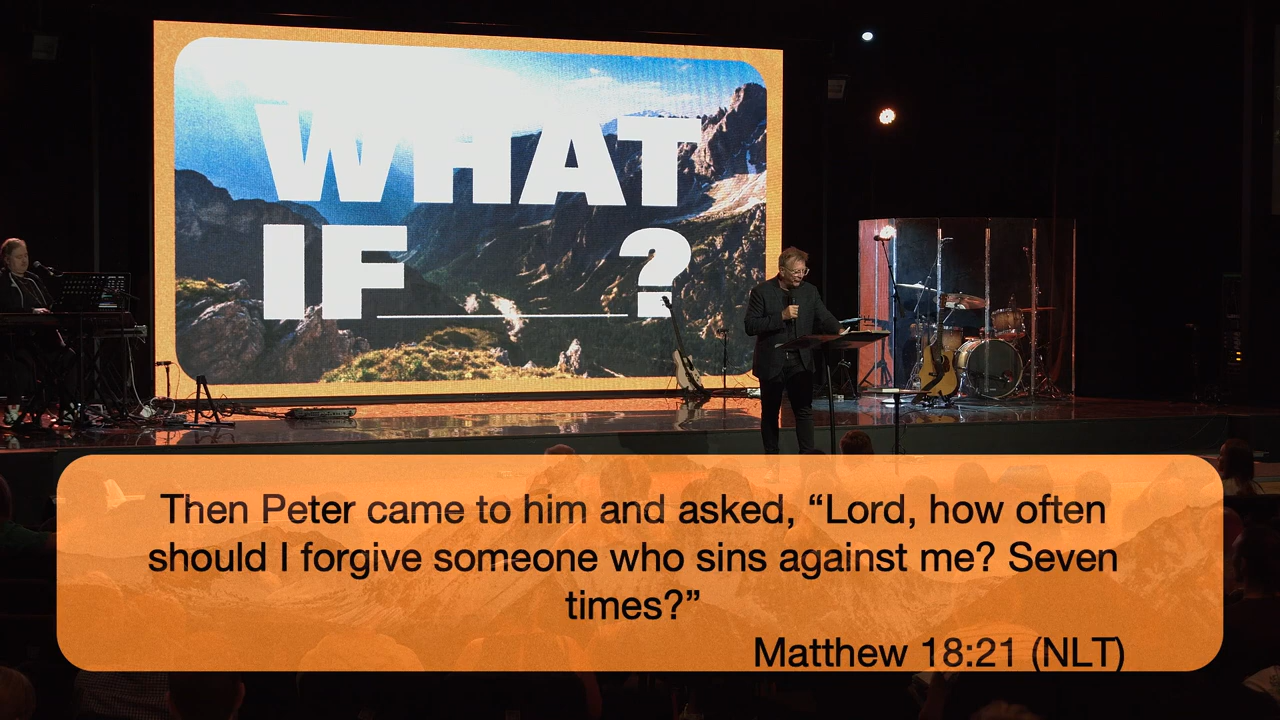 WHAT
IF ?
Then Peter came to him and asked, “Lord, how often
should I forgive someone who sins against me? Seven
times?”
Matthew 18:21 (NLT)